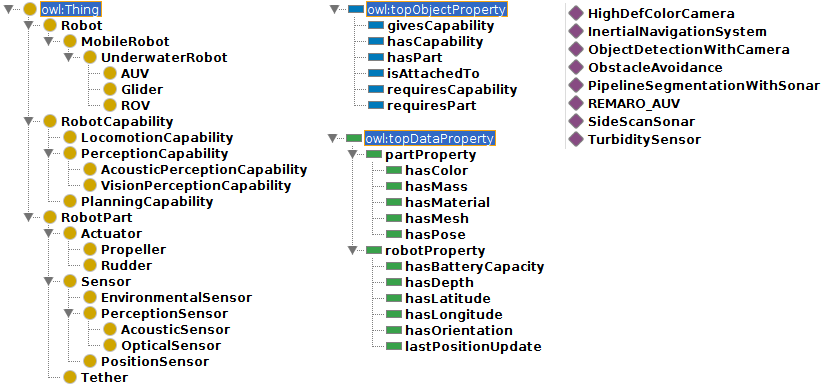 owl:Thing
Robot
MobileRobot
UnderwaterRobot
AUV
Glider
ROV
RobotCapability
LocomotionCapability
PerceptionCapability
AcousticPerceptionCapability
VisionPerceptionCapability
PlanningCapability
RobotPart
Actuator
Propeller
Rudder
Sensor
EnvironmentalSensor
PerceptionSensor
AcousticSensor
OpticalSensor
PositionSensor
Tether
owl:topObjectProperty
givesCapability
hasCapability
hasPart
isAttachedTo
requiresCapability
requiresPart
owl:topDataProperty
partProperty
hasColor
hasMass
hasMaterial
hasMesh
hasPose
robotProperty
hasBatteryCapacity
hasDepth
hasLatitude
hasLongitude
hasOrientation
lastPositionUpdate
HighDefColorCamera
InertialNavigationSystem
ObjectDetectionWithCamera
ObstacleAvoidance
PipelineSegmentationWithSonar
REMARO_AUV
SideScanSonar
TurbiditySensor